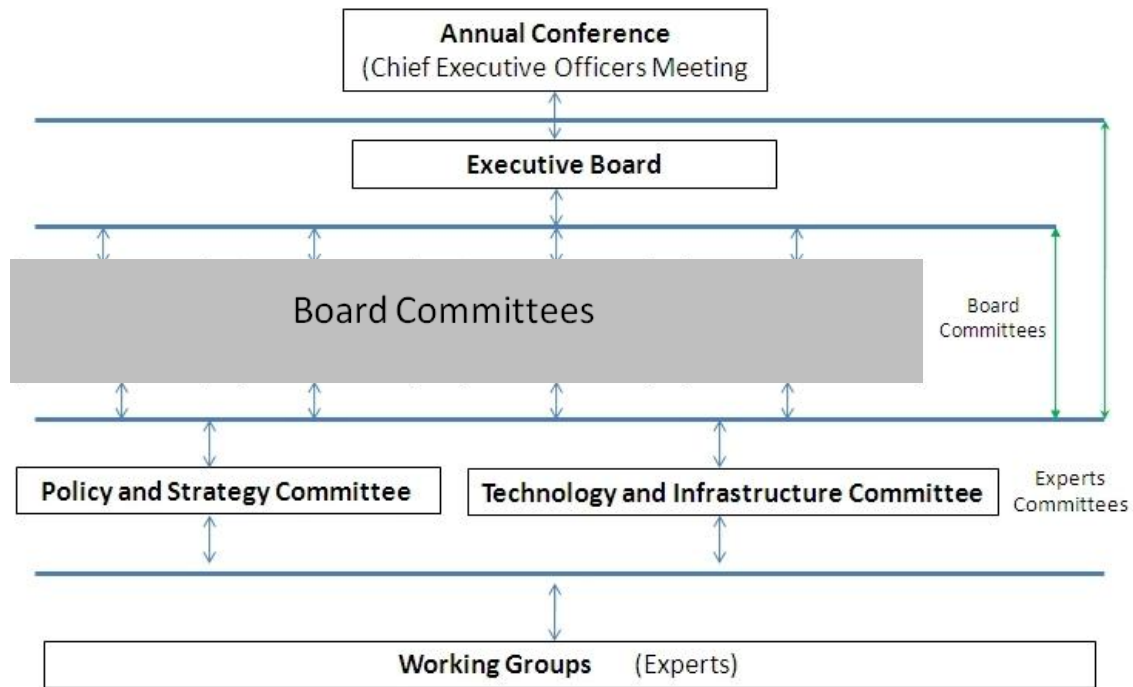 Annual Conference
(Chief Executive Officers Meeting
Executive Board
Board Committees
Board
Committees
Policy and Strategy Committee
Technology and Infrastructure Committee
Experts
Committees
Working Groups (Experts)